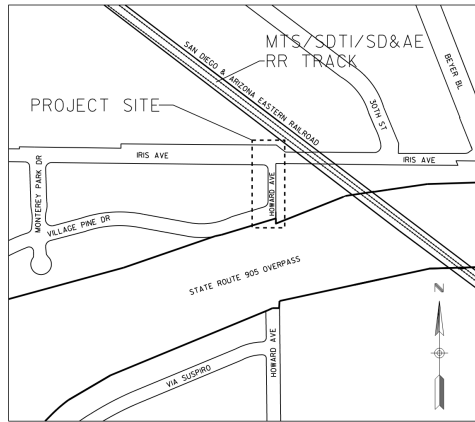 MTS/SDTI/SD&AE
RR TRACK
SAN DIEGO & ARIZONA EASTERN RAILROAD
30TH ST
BEYER BL
PROJECT SITE
IRIS AVE
IRIS AVE
MONTEREY PARK DR
HOWARD AVE
VILLAGE PINE DR
STATE ROUTE 905 OVERPASS
N
HOWARD AVE
VIA SUSPIRO